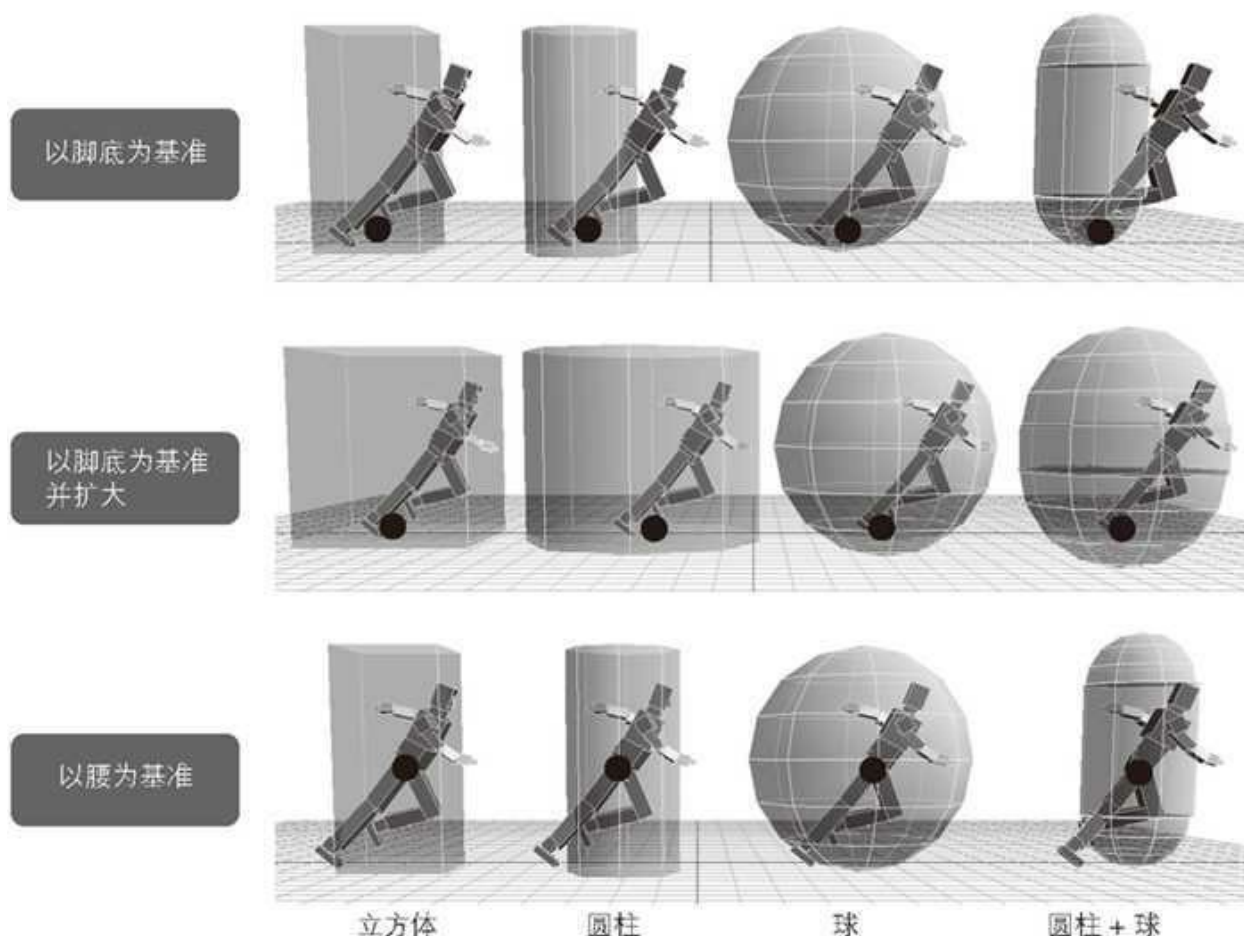 以脚底为基准
以脚底为基准
并扩大
以腰为基准
立方体
圆柱
球
圆柱 + 球